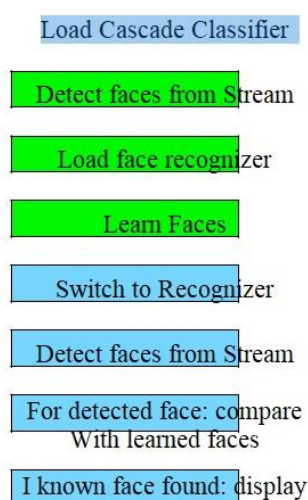 Load Cascade Classifier
Detect faces from Stream
Load face recognizer
Learn Faces
Switch to Recognizer
Detect faces from Stream
For detected face: compare
With learned faces
I known face found: display